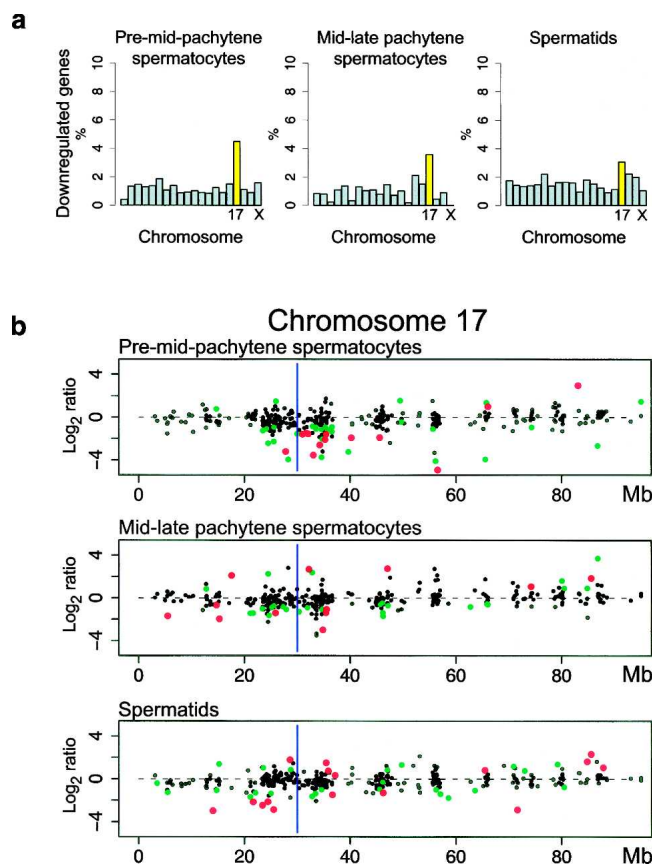 a
Pre-mid-pachytene
spermatocytes
Mid-late pachytene
spermatocytes
Spermatids
Downregulated genes
%
10
8
6
4
2
0
17 X
Chromosome
%
10
8
6
4
2
0
17 X
Chromosome
%
10
8
6
4
2
0
17 X
Chromosome
b
Chromosome 17
Pre-mid-pachytene spermatocytes
Log2 ratio
4
0
−4
0 20 40 60 80 Mb
Mid-late pachytene spermatocytes
Log2 ratio
4
0
−4
0 20 40 60 80 Mb
Spermatids
Log2 ratio
4
0
−4
0 20 40 60 80 Mb